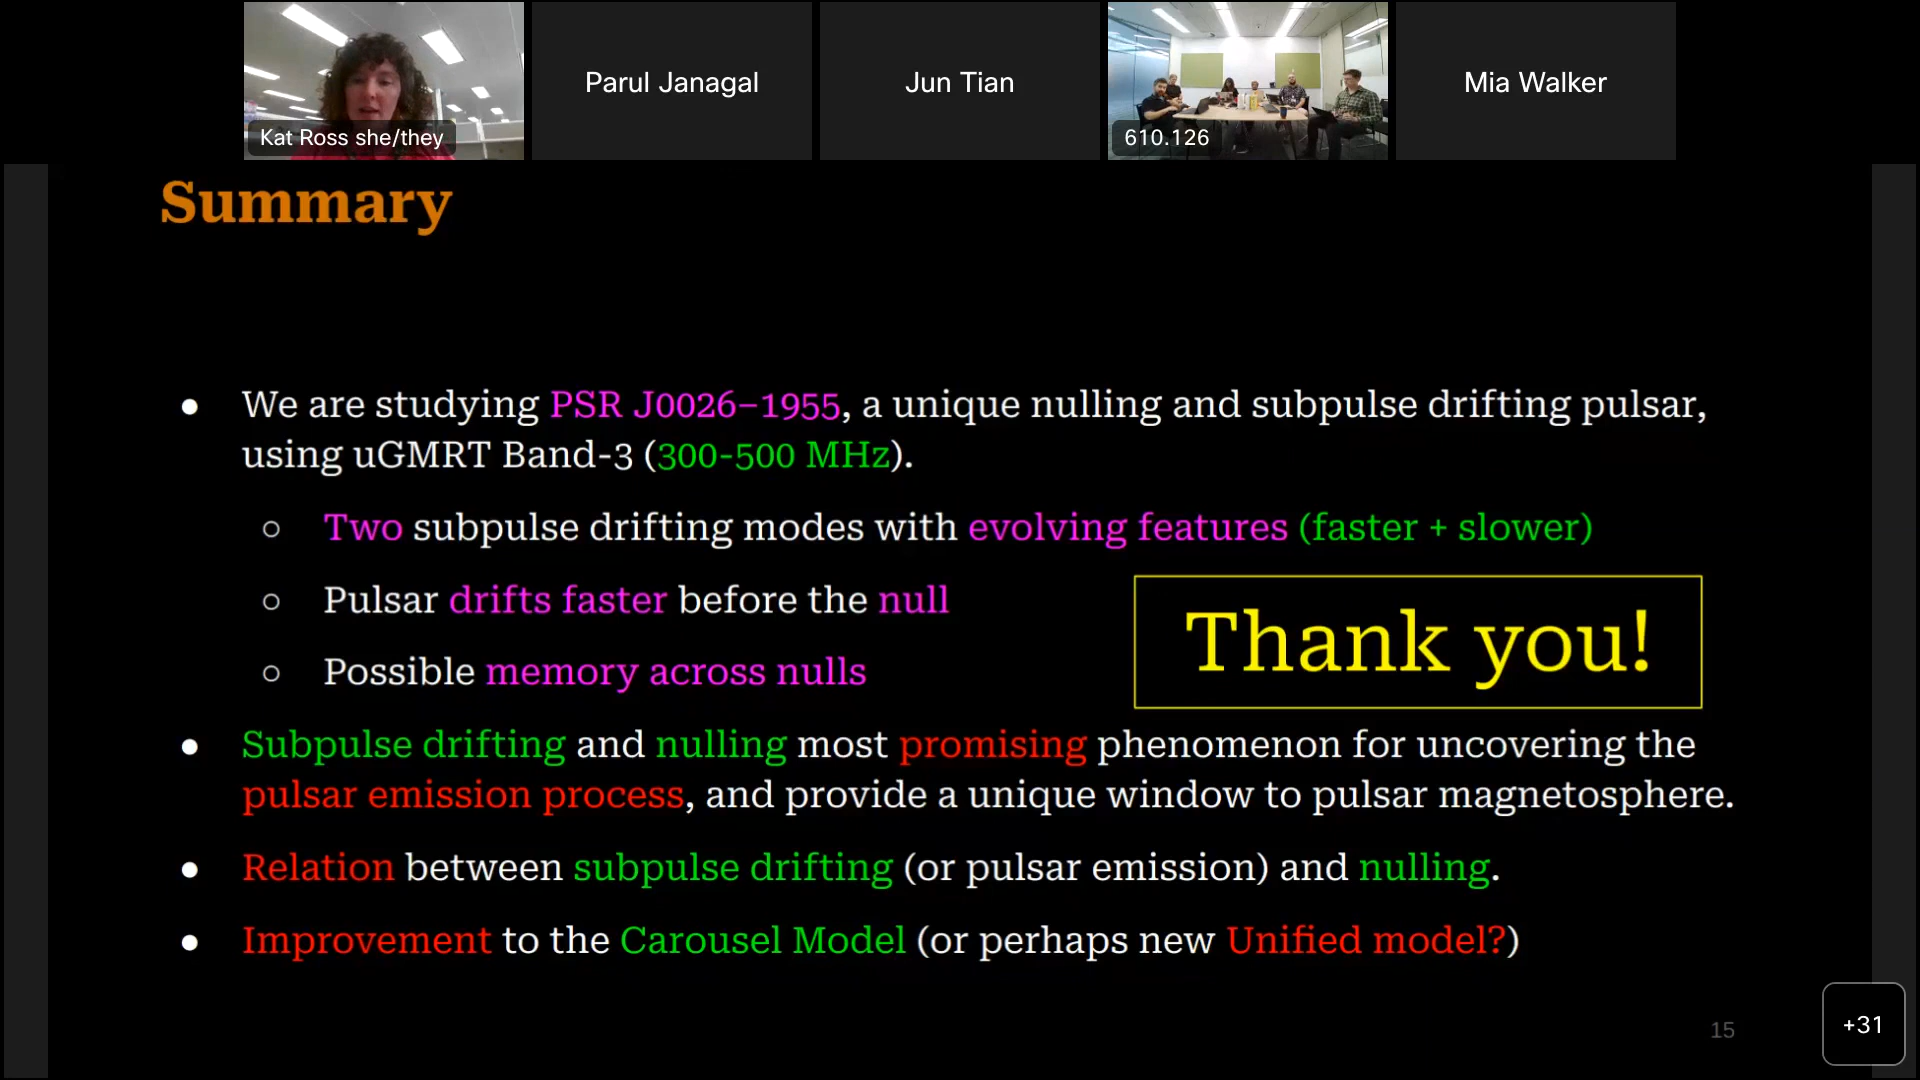 Kat Ross she/they
Parul Janagal
Jun Tian
610.126
Mia Walker
Summary
● We are studying PSR J0026−1955, a unique nulling and subpulse drifting pulsar,
using uGMRT Band-3 (300-500 MHz).
○ Two subpulse drifting modes with evolving features (faster + slower)
○ Pulsar drifts faster before the null
○ Possible memory across nulls
Thank you!
● Subpulse drifting and nulling most promising phenomenon for uncovering the
pulsar emission process, and provide a unique window to pulsar magnetosphere.
● Relation between subpulse drifting (or pulsar emission) and nulling.
● Improvement to the Carousel Model (or perhaps new Unified model?)
15
+31